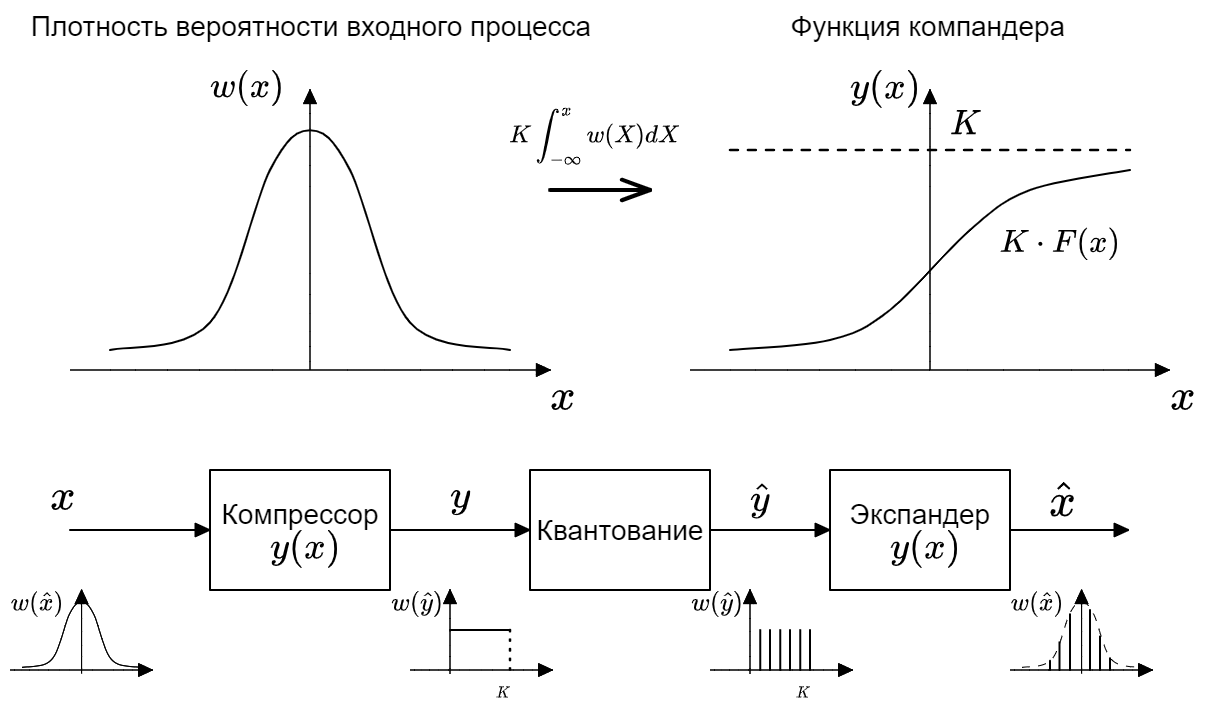 Плотность вероятности входного процесса
Функция компандера
w(x)
K ∫_{-∞}^{x} w(X)dX
y(x)
K
K · F(x)
x
x
x
Компрессор
y(x)
y
Квантование
ŷ
Экспандер
y(x)
x̂
w(x̂)
w(ŷ)
K
w(ŷ)
K
w(x̂)